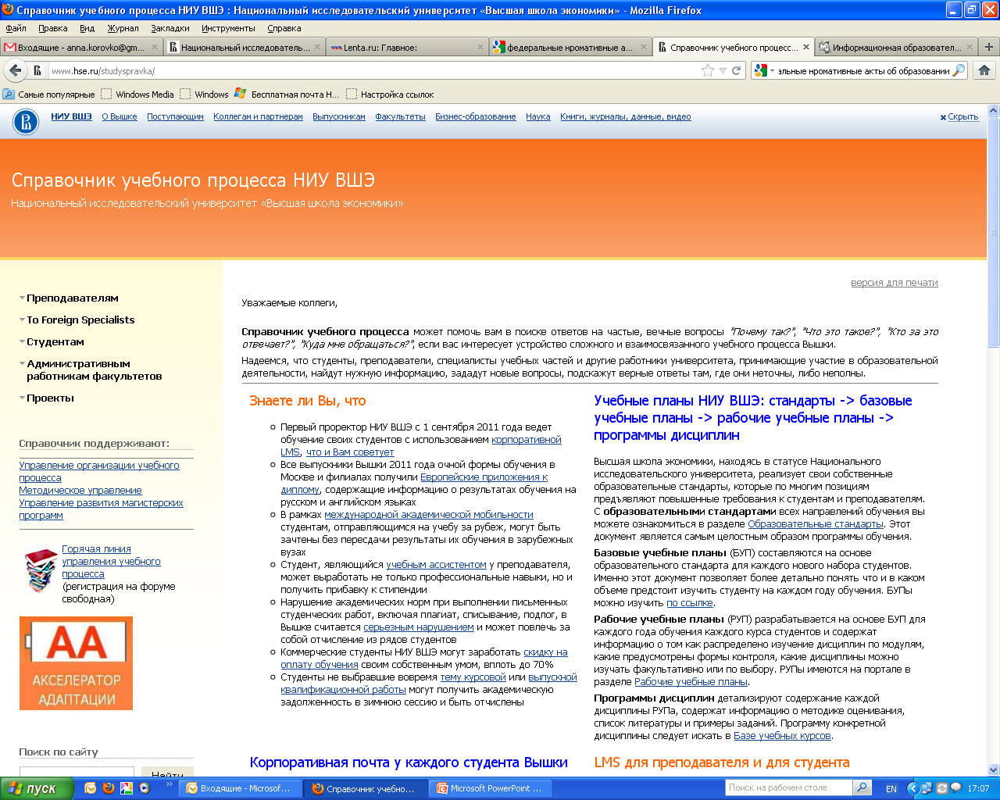 Справочник учебного процесса НИУ ВШЭ : Национальный исследовательский университет «Высшая школа экономики» - Mozilla Firefox
Файл Правка Вид Журнал Закладки Инструменты Справка
Входящие - anna.korovko@gm... Национальный исследователь... Lenta.ru: Главное: федеральные нромативные а... Справочник учебного процесс... Информационная образовател...
www.hse.ru/studyspravka/ альные нромативные акты об образовании
Самые популярные Windows Media Windows Бесплатная почта H... Настройка ссылок
НИУ ВШЭ О Вышке Поступающим Коллегам и партнерам Выпускникам Факультеты Бизнес-образование Наука Книги, журналы, данные, видео Скрыть
Справочник учебного процесса НИУ ВШЭ
Национальный исследовательский университет «Высшая школа экономики»
Преподавателям
To Foreign Specialists
Студентам
Административным
работникам факультетов
Проекты
Справочник поддерживают:
Управление организации учебного
процесса
Методическое управление
Управление развития магистерских
программ
Горячая линия
управления учебного
процесса
(регистрация на форуме
свободная)
АА
АКСЕЛЕРАТОР
АДАПТАЦИИ
Поиск по сайту
Найти
версия для печати
Уважаемые коллеги,
Справочник учебного процесса может помочь вам в поиске ответов на частые, вечные вопросы "Почему так?", "Что это такое?", "Кто за это
отвечает?", "Куда мне обращаться?", если вас интересует устройство сложного и взаимосвязанного учебного процесса Вышки.
Надеемся, что студенты, преподаватели, специалисты учебных частей и другие работники университета, принимающие участие в образовательной
деятельности, найдут нужную информацию, зададут новые вопросы, подскажут верные ответы там, где они неточны, либо неполны.
Знаете ли Вы, что
Первый проректор НИУ ВШЭ с 1 сентября 2011 года ведет
обучение своих студентов с использованием корпоративной
LMS, что и Вам советует
Все выпускники Вышки 2011 года очной формы обучения в
Москве и филиалах получили Европейские приложения к
диплому, содержащие информацию о результатах обучения на
русском и английском языках
В рамках международной академической мобильности
студентам, отправляющимся на учебу за рубеж, могут быть
зачтены без пересдачи результаты их обучения в зарубежных
вузах
Студент, являющийся учебным ассистентом у преподавателя,
может выработать не только профессиональные навыки, но и
получить прибавку к стипендии
Нарушение академических норм при выполнении письменных
студенческих работ, включая плагиат, списывание, подлог, в
Вышке считается серьезным нарушением и может повлечь за
собой отчисление из рядов студентов
Коммерческие студенты НИУ ВШЭ могут заработать скидку на
оплату обучения своим собственным умом, вплоть до 70%
Студенты не выбравшие вовремя тему курсовой или выпускной
квалификационной работы могут получить академическую
задолженность в зимнюю сессию и быть отчислены
Корпоративная почта у каждого студента Вышки
Учебные планы НИУ ВШЭ: стандарты -> базовые
учебные планы -> рабочие учебные планы ->
программы дисциплин
Высшая школа экономики, находясь в статусе Национального
исследовательского университета, реализует свои собственные
образовательные стандарты, которые по многим позициям
предъявляют повышенные требования к студентам и преподавателям.
С образовательными стандартами всех направлений обучения вы
можете ознакомиться в разделе Образовательные стандарты. Этот
документ является самым целостным образом программы обучения.
Базовые учебные планы (БУП) составляются на основе
образовательного стандарта для каждого нового набора студентов.
Именно этот документ позволяет более детально понять что и в каком
объеме предстоит изучить студенту на каждом году обучения. БУПы
можно изучить по ссылке.
Рабочие учебные планы (РУП) разрабатывается на основе БУП для
каждого года обучения каждого курса студентов и содержат
информацию о том как распределено изучение дисциплин по модулям,
какие предусмотрены формы контроля, какие дисциплины можно
изучать факультативно или по выбору. РУПы имеются на портале в
разделе Рабочие учебные планы.
Программы дисциплин детализируют содержание каждой
дисциплины РУПа, содержат информацию о методике оценивания,
список литературы и примеры заданий. Программу конкретной
дисциплины следует искать в Базе учебных курсов.
LMS для преподавателя и для студента
пуск Входящие - Microsof... Справочник учебно... Microsoft PowerPoint ... Поиск на рабочем столе EN 17:07